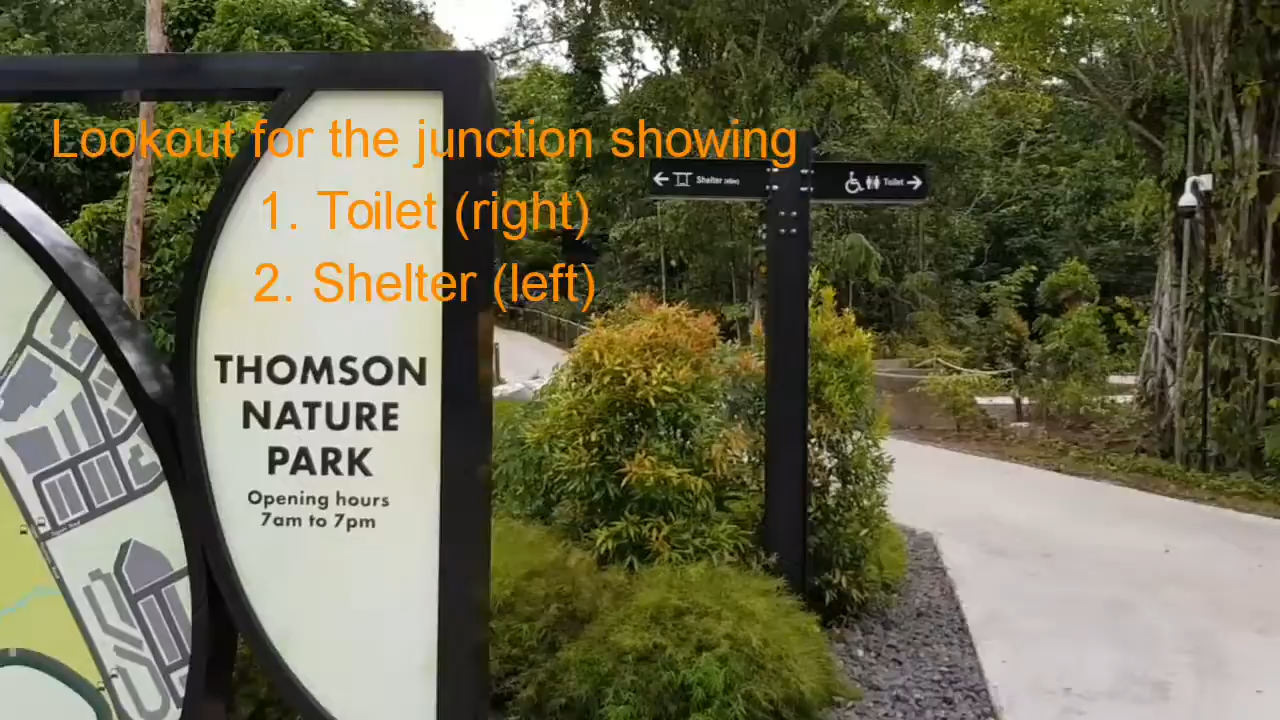 Lookout for the junction showing
1. Toilet (right)
2. Shelter (left)
Shelter
Toilet
THOMSON
NATURE
PARK
Opening hours
7am to 7pm